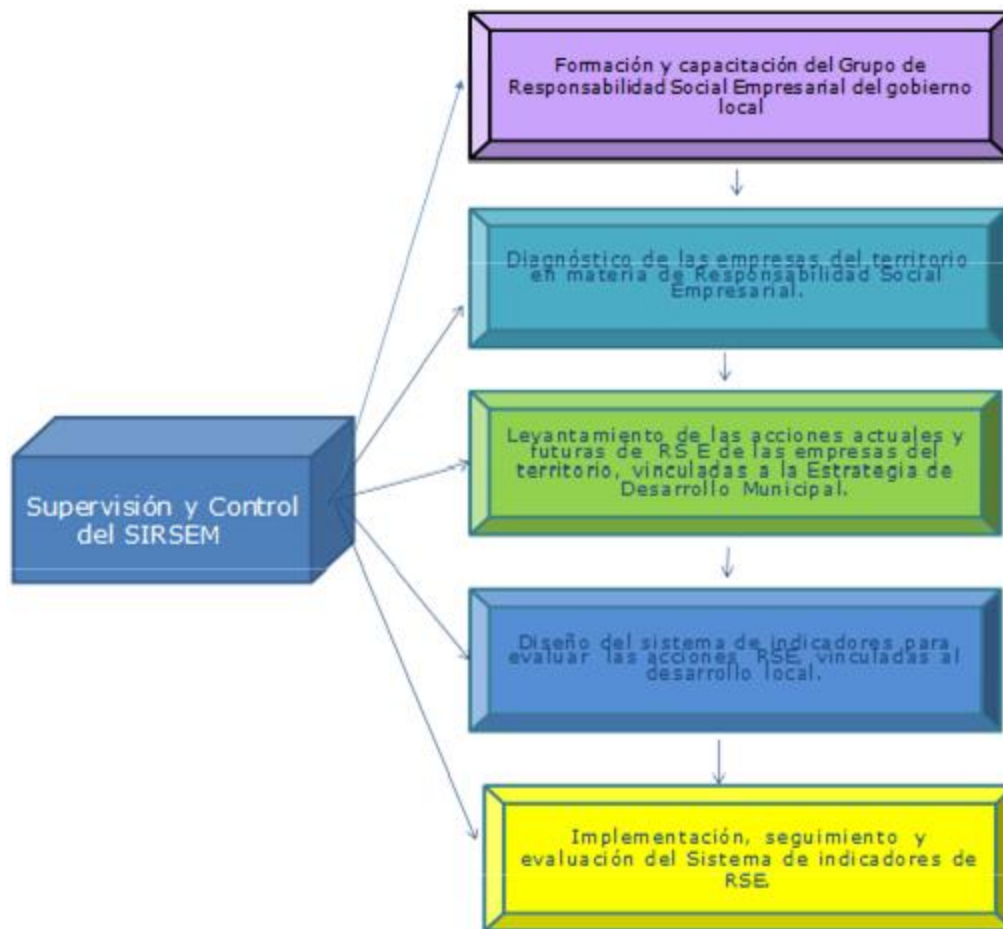 Formación y capacitación del Grupo de
Responsabilidad Social Empresarial del gobierno
local
Diagnóstico de las empresas del territorio
en materia de Responsabilidad Social
Empresarial.
Levantamiento de las acciones actuales y
futuras de RS E de las empresas del
territorio, vinculadas a la Estrategia de
Desarrollo Municipal.
Supervisión y Control
del SIRSEM
Diseño del sistema de indicadores para
evaluar las acciones RSE, vinculadas al
desarrollo local.
Implementación, seguimiento y
evaluación del Sistema de indicadores de
RSE.